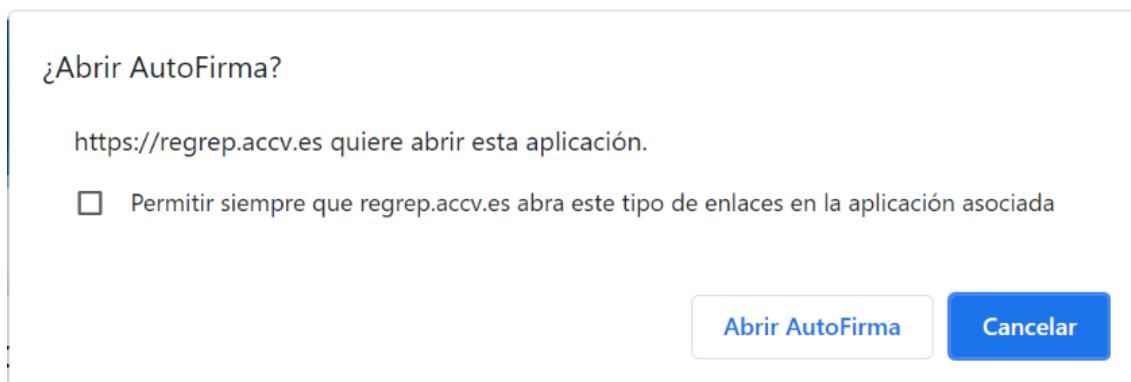 ¿Abrir AutoFirma?
https://regrep.accv.es quiere abrir esta aplicación.
Permitir siempre que regrep.accv.es abra este tipo de enlaces en la aplicación asociada
Abrir AutoFirma
Cancelar